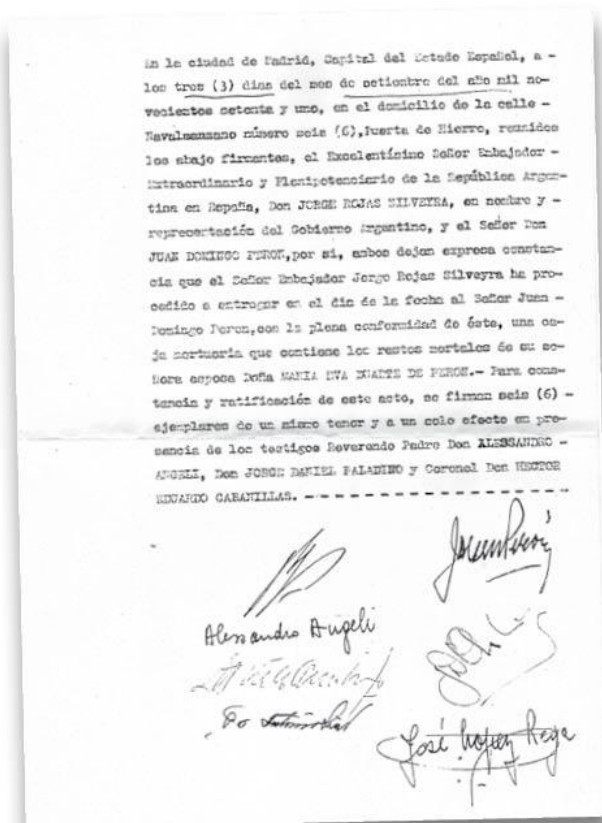 En la ciudad de Madrid, Capital del Estado Español, a -
los tres (3) dias del mes de setiembre del año mil no-
vecientos setenta y uno, en el domicilio de la calle -
Navalmanzano número seis (6),Puerta de Hierro, reunidos
los abajo firmantes, el Excelentísimo Señor Embajador -
Extraordinario y Plenipotenciario de la República Argen-
tina en España, Don JORGE ROJAS SILVEYRA, en nombre y -
representación del Gobierno Argentino, y el Señor Don
JUAN DOMINGO PERON,por si, ambos dejan expresa constan-
cia que el Señor Embajador Jorge Rojas Silveyra ha pro-
cedido a entregar en el dia de la fecha al Señor Juan -
Domingo Peron,con la plena conformidad de éste, una ca-
ja mortuoria que contiene los restos mortales de su se-
ñora esposa Doña MARIA EVA DUARTE DE PERON.- Para cons-
tancia y ratificación de este acto, se firman seis (6) -
ejemplares de un mismo tenor y a un solo efecto en pre-
sencia de los testigos Reverendo Padre Don ALESSANDRO -
ANGELI, Don JORGE DANIEL PALADINO y Coronel Don HECTOR
EDUARDO CABANILLAS. - - - - - - - - - - - - - - - - - -
Juan Perón
Alessandro Angeli
José López Rega